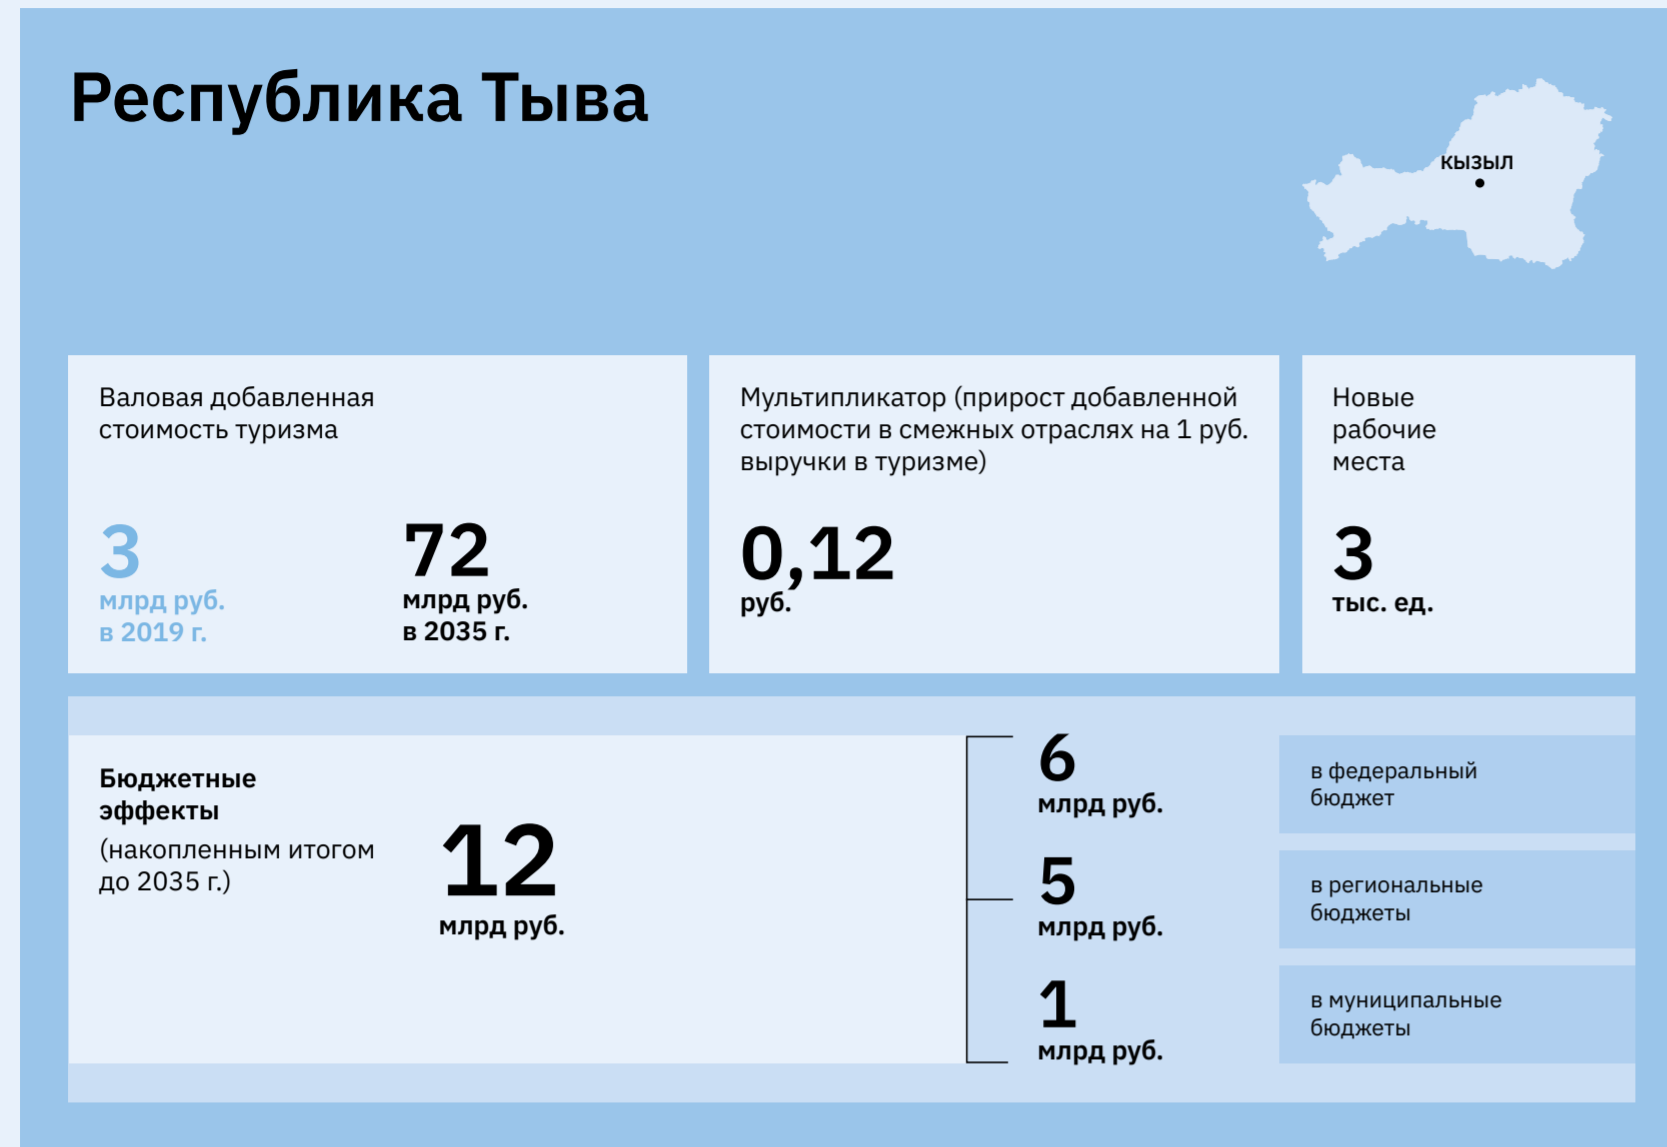 Республика Тыва
КЫЗЫЛ
Валовая добавленная
стоимость туризма
3
млрд руб.
в 2019 г.
72
млрд руб.
в 2035 г.
Мультипликатор (прирост добавленной
стоимости в смежных отраслях на 1 руб.
выручки в туризме)
0,12
руб.
Новые
рабочие
места
3
тыс. ед.
Бюджетные
эффекты
(накопленным итогом
до 2035 г.)
12
млрд руб.
6
млрд руб.
в федеральный
бюджет
5
млрд руб.
в региональные
бюджеты
1
млрд руб.
в муниципальные
бюджеты